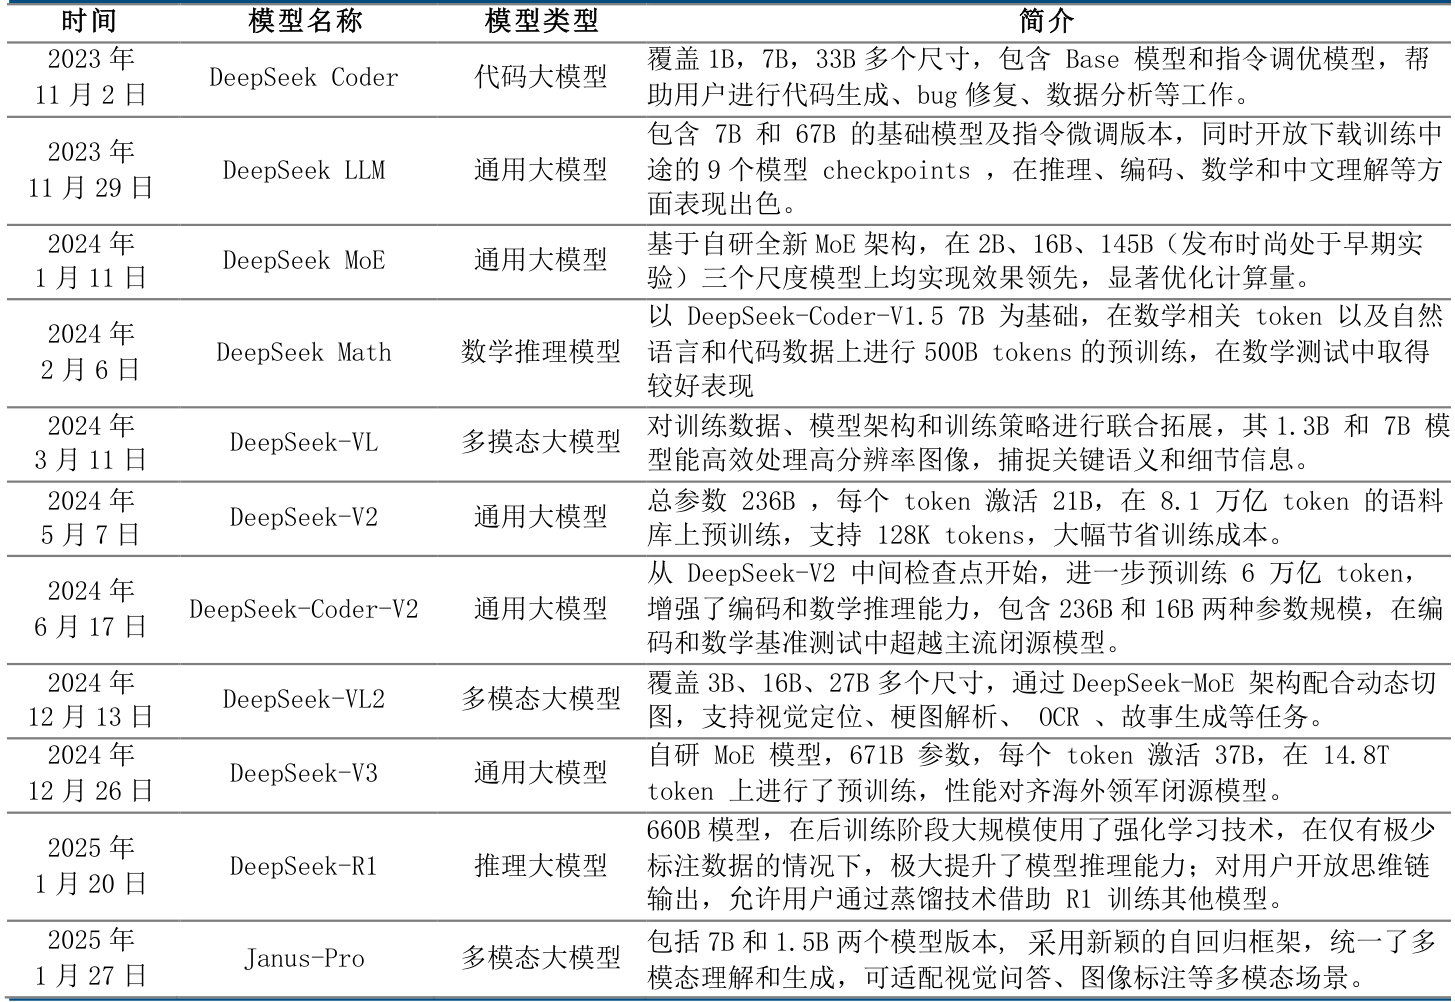 时间 模型名称 模型类型 简介
2023 年
11 月 2 日
DeepSeek Coder
代码大模型
覆盖 1B，7B，33B 多个尺寸，包含 Base 模型和指令调优模型，帮
助用户进行代码生成、bug 修复、数据分析等工作。
2023 年
11 月 29 日
DeepSeek LLM
通用大模型
包含 7B 和 67B 的基础模型及指令微调版本，同时开放下载训练中
途的 9 个模型 checkpoints ，在推理、编码、数学和中文理解等方
面表现出色。
2024 年
1 月 11 日
DeepSeek MoE
通用大模型
基于自研全新 MoE 架构，在 2B、16B、145B（发布时尚处于早期实
验）三个尺度模型上均实现效果领先，显著优化计算量。
2024 年
2 月 6 日
DeepSeek Math
数学推理模型
以 DeepSeek-Coder-V1.5 7B 为基础，在数学相关 token 以及自然
语言和代码数据上进行 500B tokens 的预训练，在数学测试中取得
较好表现
2024 年
3 月 11 日
DeepSeek-VL
多摸态大模型
对训练数据、模型架构和训练策略进行联合拓展，其 1.3B 和 7B 模
型能高效处理高分辨率图像，捕捉关键语义和细节信息。
2024 年
5 月 7 日
DeepSeek-V2
通用大模型
总参数 236B ，每个 token 激活 21B，在 8.1 万亿 token 的语料
库上预训练，支持 128K tokens，大幅节省训练成本。
2024 年
6 月 17 日
DeepSeek-Coder-V2
通用大模型
从 DeepSeek-V2 中间检查点开始，进一步预训练 6 万亿 token，
增强了编码和数学推理能力，包含 236B 和 16B 两种参数规模，在编
码和数学基准测试中超越主流闭源模型。
2024 年
12 月 13 日
DeepSeek-VL2
多模态大模型
覆盖 3B、16B、27B 多个尺寸，通过 DeepSeek-MoE 架构配合动态切
图，支持视觉定位、梗图解析、 OCR 、故事生成等任务。
2024 年
12 月 26 日
DeepSeek-V3
通用大模型
自研 MoE 模型，671B 参数，每个 token 激活 37B，在 14.8T
token 上进行了预训练，性能对齐海外领军闭源模型。
2025 年
1 月 20 日
DeepSeek-R1
推理大模型
660B 模型，在后训练阶段大规模使用了强化学习技术，在仅有极少
标注数据的情况下，极大提升了模型推理能力；对用户开放思维链
输出，允许用户通过蒸馏技术借助 R1 训练其他模型。
2025 年
1 月 27 日
Janus-Pro
多模态大模型
包括 7B 和 1.5B 两个模型版本, 采用新颖的自回归框架，统一了多
模态理解和生成，可适配视觉问答、图像标注等多模态场景。